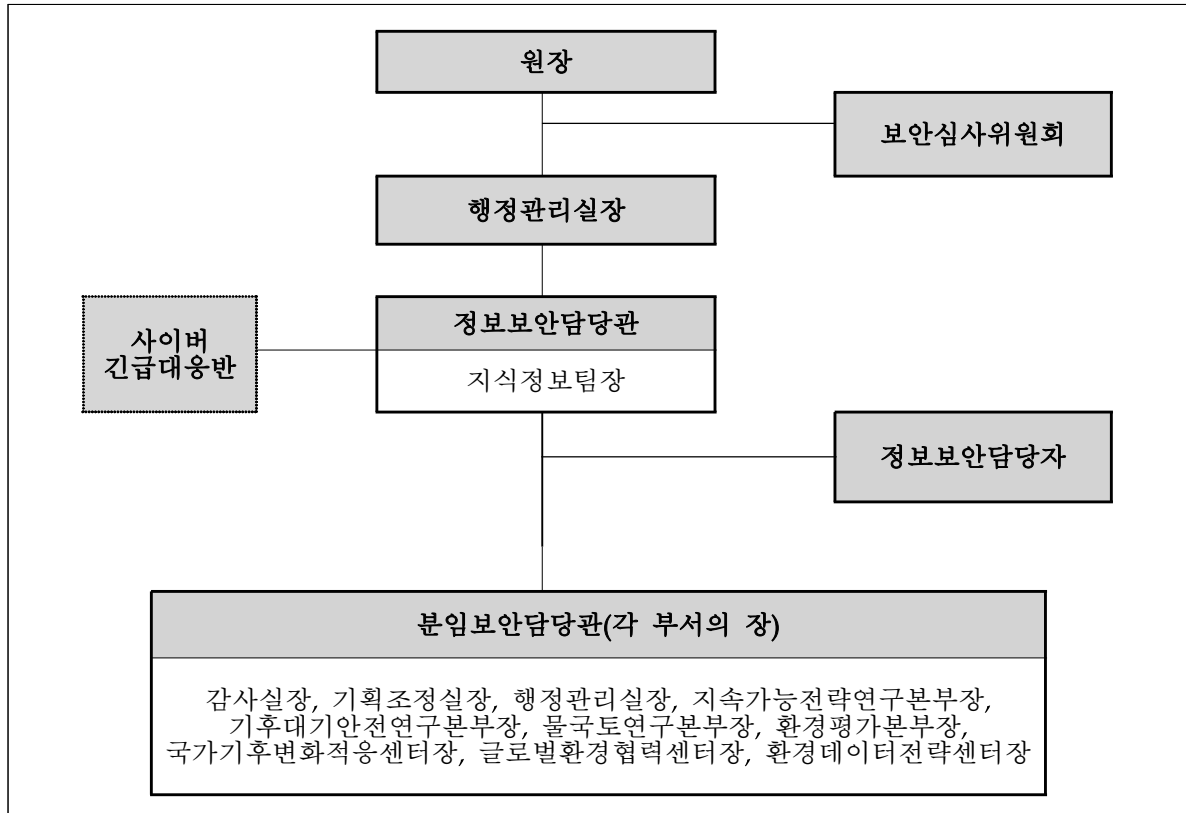 원장
보안심사위원회
행정관리실장
정보보안담당관
사이버
긴급대응반
지식정보팀장
정보보안담당자
분임보안담당관(각 부서의 장)
감사실장, 기획조정실장, 행정관리실장, 지속가능전략연구본부장,
기후대기안전연구본부장, 물국토연구본부장, 환경평가본부장,
국가기후변화적응센터장, 글로벌환경협력센터장, 환경데이터전략센터장